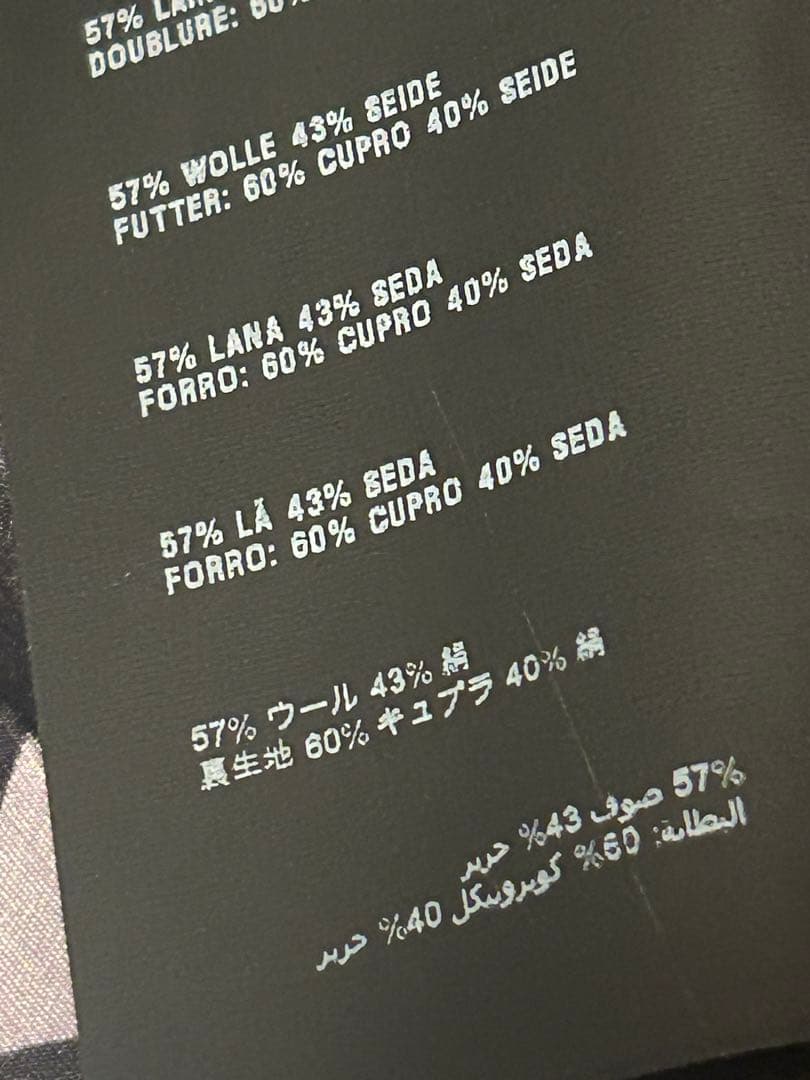 57%
DOUBLURE: 60%
57% WOLLE 43% SEIDE
FUTTER: 60% CUPRO 40% SEIDE
57% LANA 43% SEDA
FORRO: 60% CUPRO 40% SEDA
57% LÃ 43% SEDA
FORRO: 60% CUPRO 40% SEDA
57% ウール 43% 絹
裏生地 60% キュプラ 40% 絹
57% صوف 43% حرير
البطانة: 60% كوبرونيكل 40% حرير